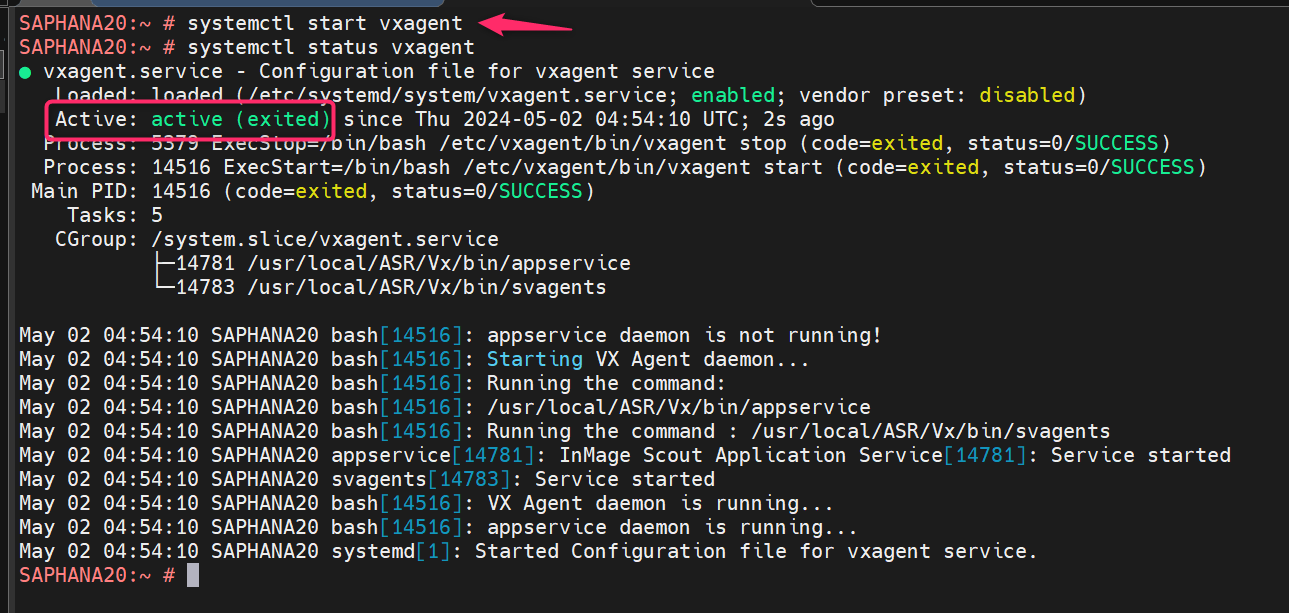 SAPHANA20:~ # systemctl start vxagent
SAPHANA20:~ # systemctl status vxagent
● vxagent.service - Configuration file for vxagent service
   Loaded: loaded (/etc/systemd/system/vxagent.service; enabled; vendor preset: disabled)
   Active: active (exited) since Thu 2024-05-02 04:54:10 UTC; 2s ago
  Process: 5379 ExecStop=/bin/bash /etc/vxagent/bin/vxagent stop (code=exited, status=0/SUCCESS)
  Process: 14516 ExecStart=/bin/bash /etc/vxagent/bin/vxagent start (code=exited, status=0/SUCCESS)
 Main PID: 14516 (code=exited, status=0/SUCCESS)
    Tasks: 5
   CGroup: /system.slice/vxagent.service
           ├─14781 /usr/local/ASR/Vx/bin/appservice
           └─14783 /usr/local/ASR/Vx/bin/svagents
May 02 04:54:10 SAPHANA20 bash[14516]: appservice daemon is not running!
May 02 04:54:10 SAPHANA20 bash[14516]: Starting VX Agent daemon...
May 02 04:54:10 SAPHANA20 bash[14516]: Running the command:
May 02 04:54:10 SAPHANA20 bash[14516]: /usr/local/ASR/Vx/bin/appservice
May 02 04:54:10 SAPHANA20 bash[14516]: Running the command : /usr/local/ASR/Vx/bin/svagents
May 02 04:54:10 SAPHANA20 appservice[14781]: InMage Scout Application Service[14781]: Service started
May 02 04:54:10 SAPHANA20 svagents[14783]: Service started
May 02 04:54:10 SAPHANA20 bash[14516]: VX Agent daemon is running...
May 02 04:54:10 SAPHANA20 bash[14516]: appservice daemon is running...
May 02 04:54:10 SAPHANA20 systemd[1]: Started Configuration file for vxagent service.
SAPHANA20:~ #